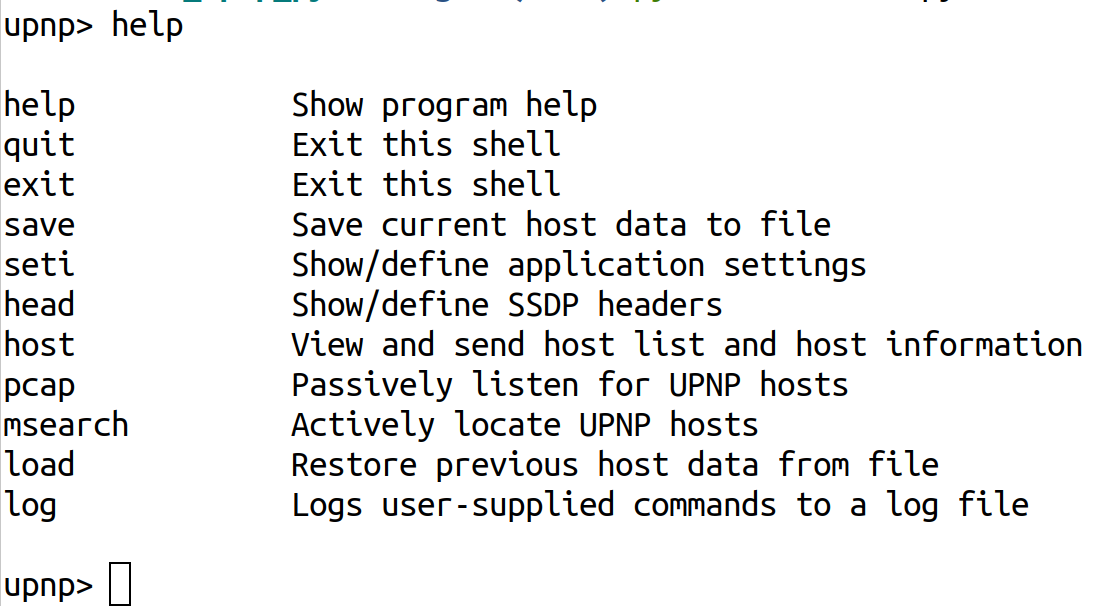 upnp> help
help Show program help
quit Exit this shell
exit Exit this shell
save Save current host data to file
seti Show/define application settings
head Show/define SSDP headers
host View and send host list and host information
pcap Passively listen for UPNP hosts
msearch Actively locate UPNP hosts
load Restore previous host data from file
log Logs user-supplied commands to a log file
upnp>